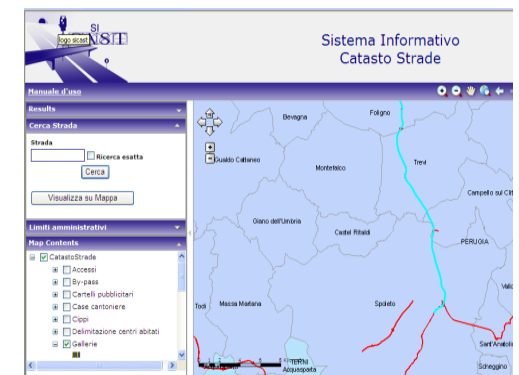 SI
logo sicast
NSIT
Sistema Informativo
Catasto Strade
Manuale d'uso
Results
Cerca Strada
Strada
Ricerca esatta
Cerca
Visualizza su Mappa
Limiti amministrativi
Map Contents
CatastoStrade
Accessi
By-pass
Cartelli pubblicitari
Case cantoniere
Cippi
Delimitazione centri abitati
Gallerie
Bevagna
Foligno
Gualdo Cattaneo
Montefalco
Trevi
Campello sul Clit
Giano dell'Umbria
Castel Ritaldi
PERUGIA
Todi
Massa Martana
Spoleto
Sant'Anatolia
TERNI
Acquasparta
Scheggino